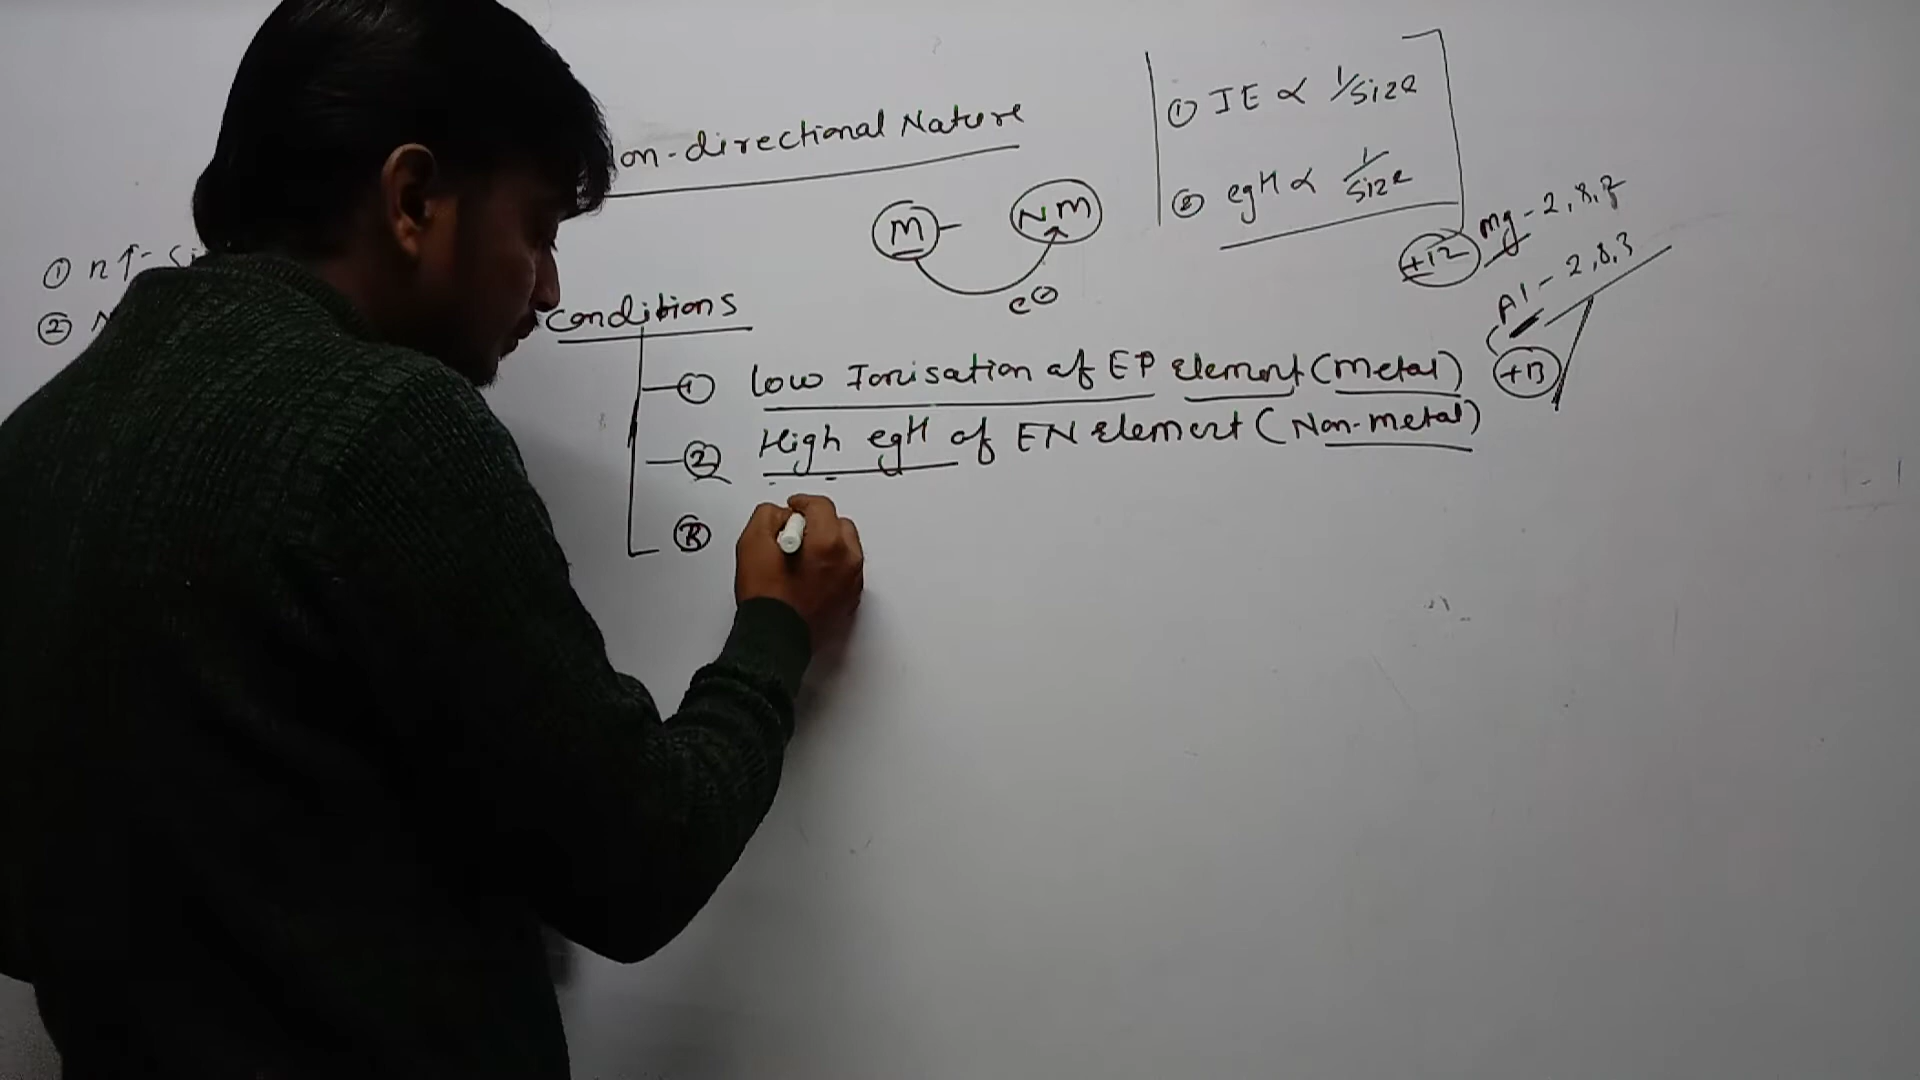 on-directional Nature
① IE ∝ 1/size
② egH ∝ 1/size
M
NM
e⊖
+12
mg - 2,8,2
Al - 2,8,3
+13
① n↑- Si
②
Conditions
① Low Ionisation of EP Element (Metal)
② High egH of EN element (Non-metal)
③